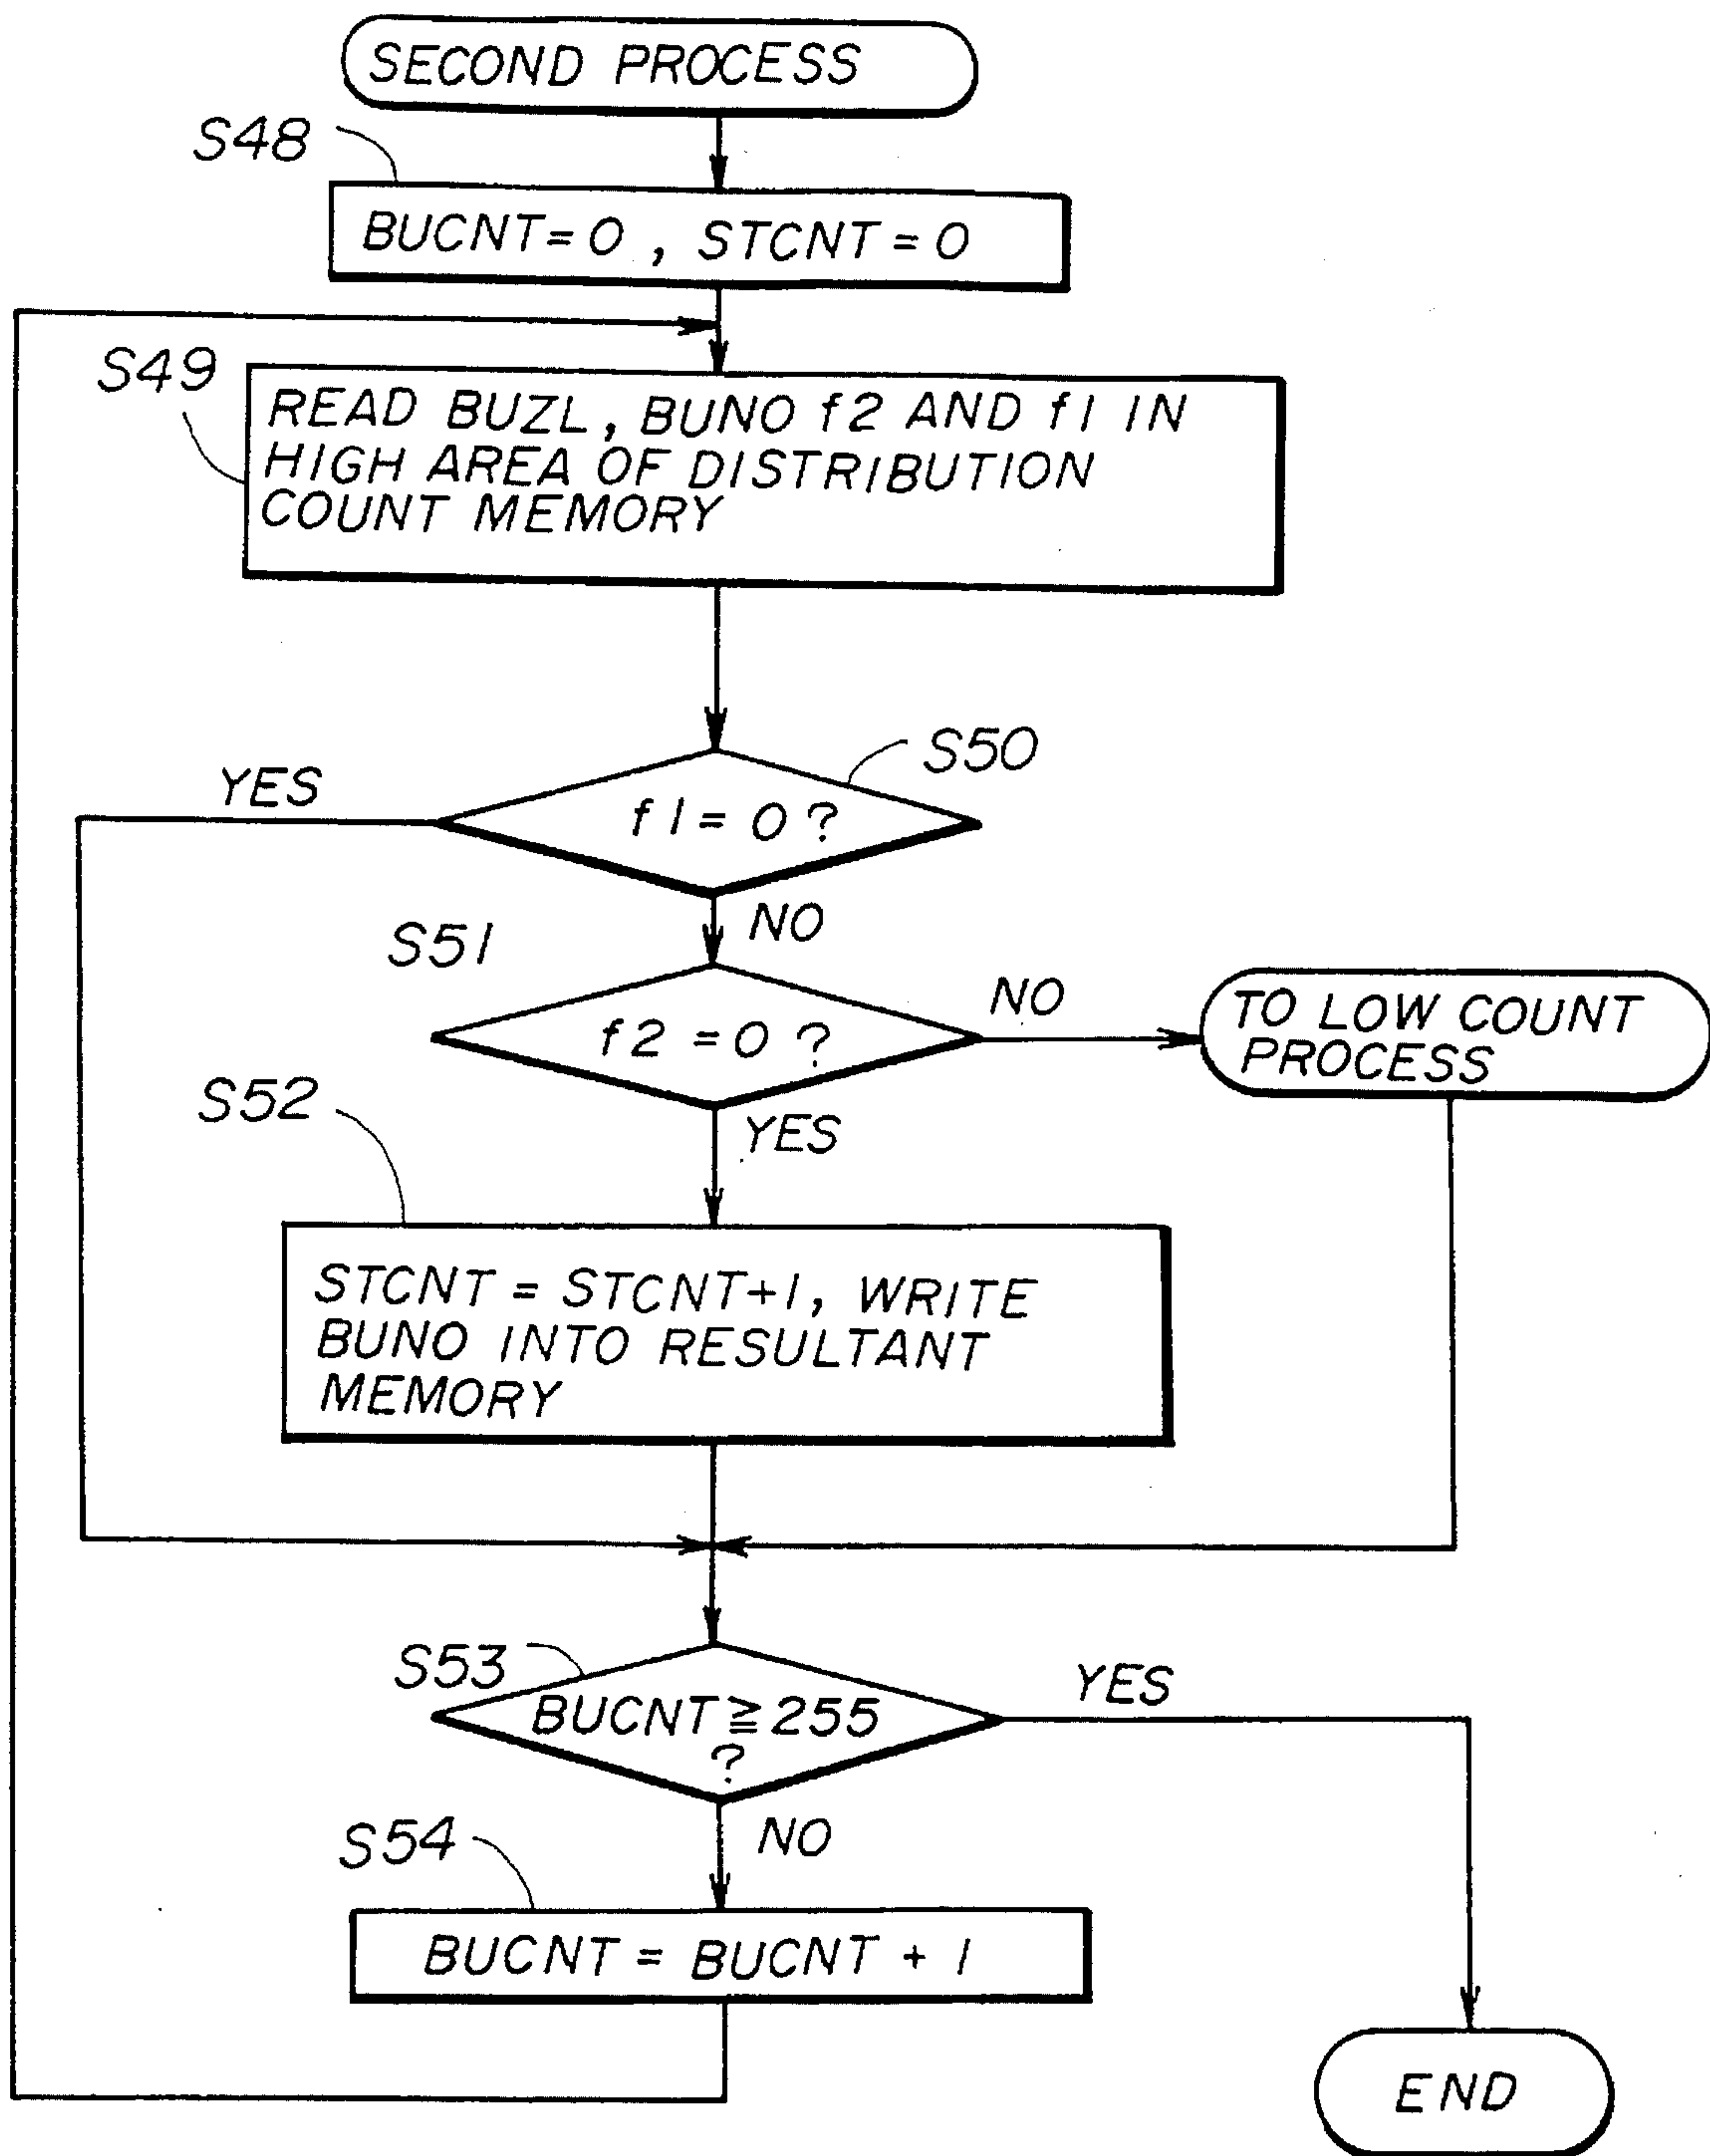 SECOND PROCESS
S48
BUCNT=0 , STCNT=0
S49
READ BUZL, BUNO f2 AND f1 IN
HIGH AREA OF DISTRIBUTION
COUNT MEMORY
S50
YES
f1=0?
NO
S51
f2=0?
NO
TO LOW COUNT
PROCESS
YES
S52
STCNT = STCNT+1, WRITE
BUNO INTO RESULTANT
MEMORY
S53
BUCNT≧255
?
YES
NO
S54
BUCNT = BUCNT + 1
END